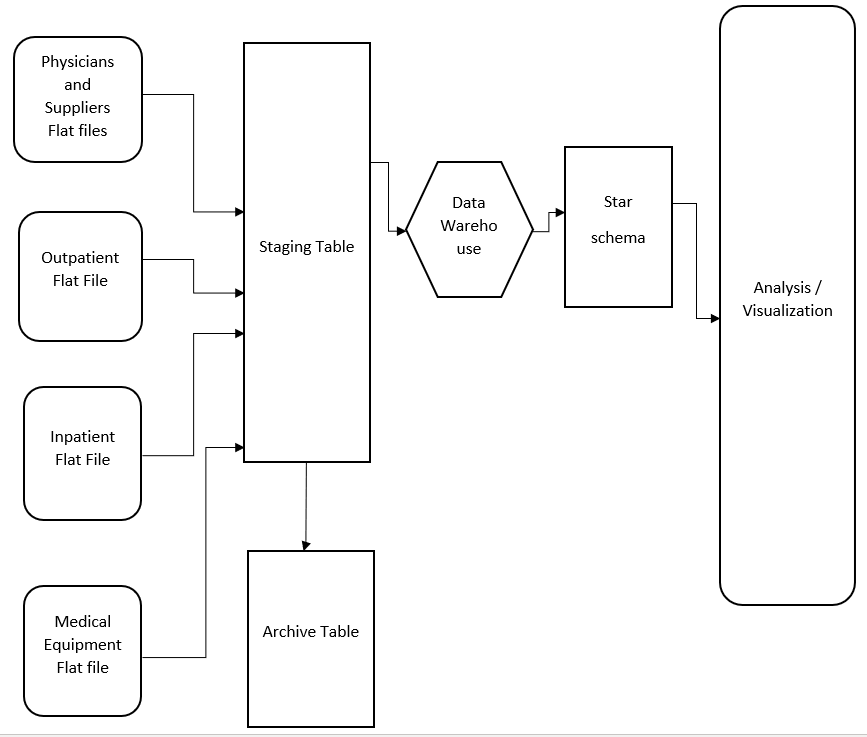 Physicians
and
Suppliers
Flat files
Outpatient
Flat File
Inpatient
Flat File
Medical
Equipment
Flat file
Staging Table
Archive Table
Data
Wareho
use
Star
schema
Analysis /
Visualization